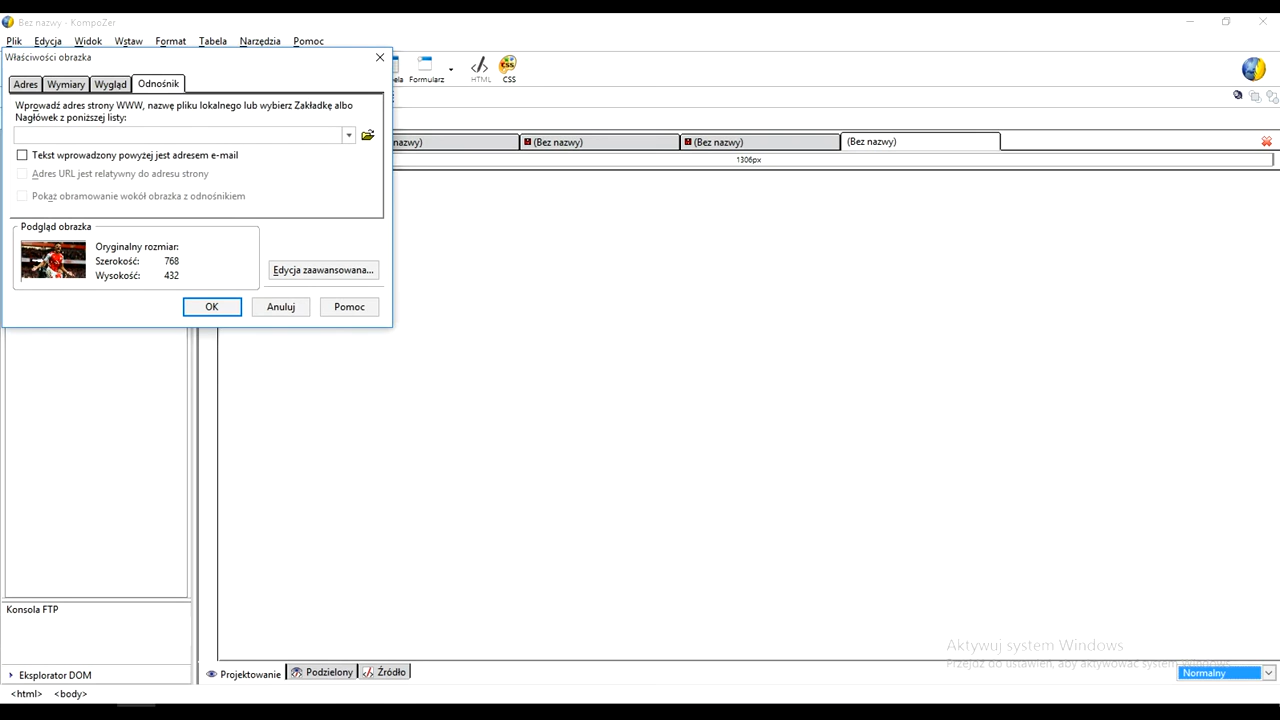 Bez nazwy - KompoZer
Plik Edycja Widok Wstaw Format Tabela Narzędzia Pomoc
Właściwości obrazka
Formularz HTML CSS
Adres Wymiary Wygląd Odnośnik
Wprowadź adres strony WWW, nazwę pliku lokalnego lub wybierz Zakładkę albo
Nagłówek z poniższej listy:
(Bez nazwy) (Bez nazwy) (Bez nazwy)
1306px
Tekst wprowadzony powyżej jest adresem e-mail
Adres URL jest relatywny do adresu strony
Pokaż obramowanie wokół obrazka z odnośnikiem
Podgląd obrazka
Oryginalny rozmiar:
Szerokość: 768
Wysokość: 432
Edycja zaawansowana...
OK Anuluj Pomoc
Konsola FTP
Aktywuj system Windows
Przejdź do ustawień, aby aktywować system Windows.
Eksplorator DOM
Projektowanie Podzielony Źródło
Normalny
<html> <body>